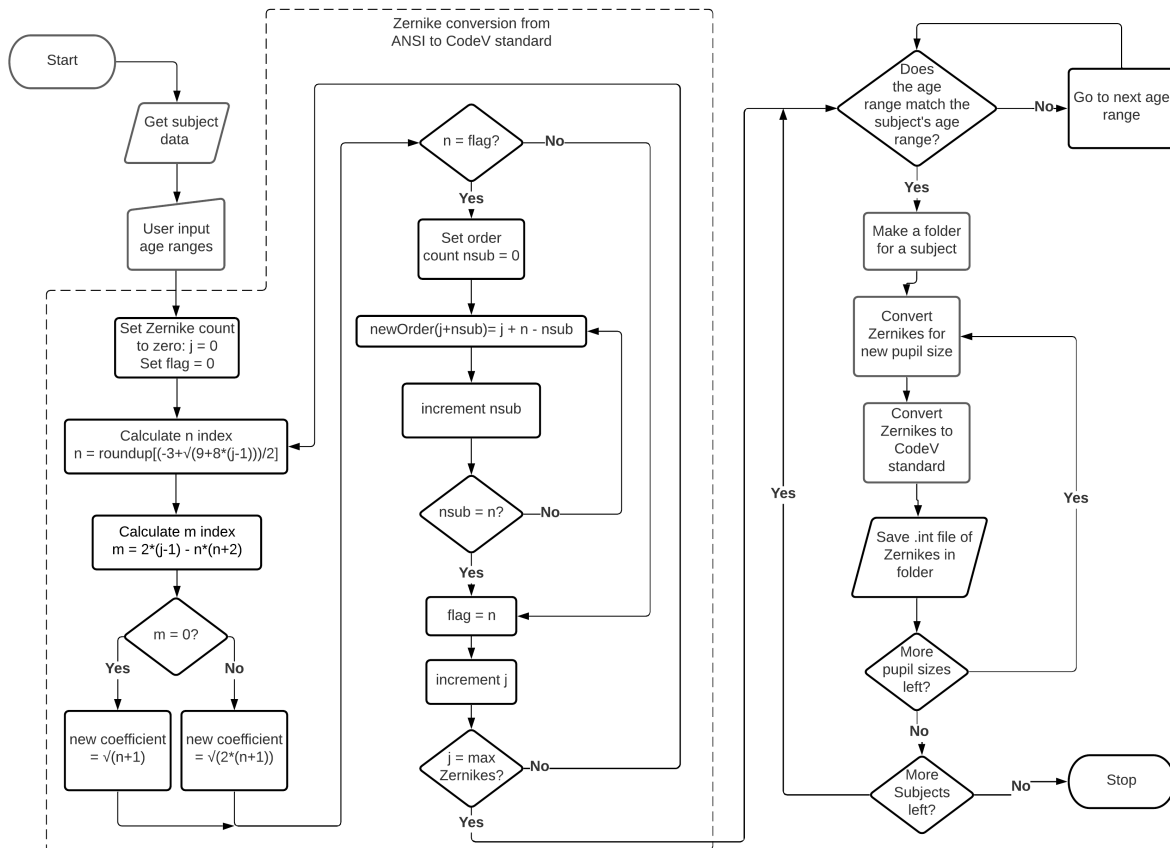 Zernike conversion from
ANSI to CodeV standard
Start
Get subject
data
User input
age ranges
Set Zernike count
to zero: j = 0
Set flag = 0
Calculate n index
n = roundup[(-3+√(9+8*(j-1)))/2]
Calculate m index
m = 2*(j-1) - n*(n+2)
m = 0?
Yes
No
new coefficient
= √(n+1)
new coefficient
= √(2*(n+1))
n = flag?
No
Yes
Set order
count nsub = 0
newOrder(j+nsub)= j + n - nsub
increment nsub
nsub = n?
No
Yes
flag = n
increment j
j = max
Zernikes?
No
Yes
Does
the age
range match the
subject's age
range?
No
Go to next age
range
Yes
Make a folder
for a subject
Convert
Zernikes for
new pupil size
Convert
Zernikes to
CodeV
standard
Yes
Yes
Save .int file of
Zernikes in
folder
More
pupil sizes
left?
No
More
Subjects
left?
No
Stop